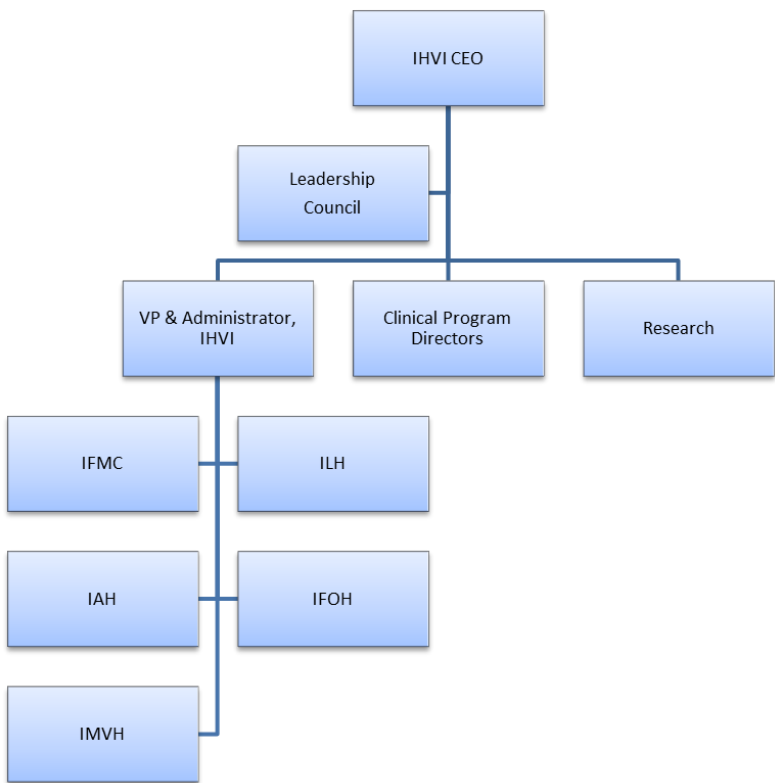 IHVI CEO
Leadership
Council
VP & Administrator,
IHVI
Clinical Program
Directors
Research
IFMC
ILH
IAH
IFOH
IMVH